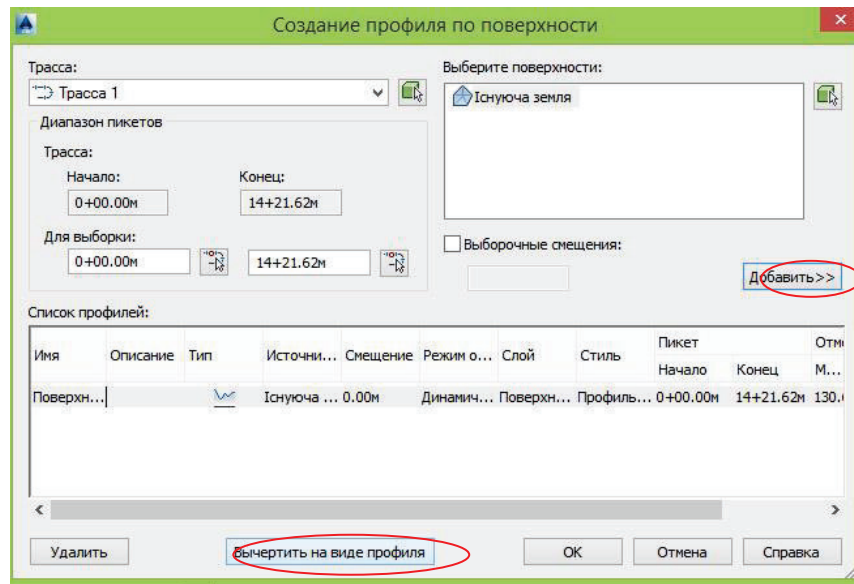 Создание профиля по поверхности
Трасса:
Трасса 1
Диапазон пикетов
Трасса:
Начало: Конец:
0+00.00м 14+21.62м
Для выборки:
0+00.00м 14+21.62м
Выберите поверхности:
Існуюча земля
Выборочные смещения:
Добавить>>
Список профилей:
Имя Описание Тип Источни... Смещение Режим о... Слой Стиль Пикет Отм
Начало Конец М...
Поверхн... Існуюча ... 0.00м Динамич... Поверхн... Профиль... 0+00.00м 14+21.62м 130.
Удалить Вычертить на виде профиля ОК Отмена Справка